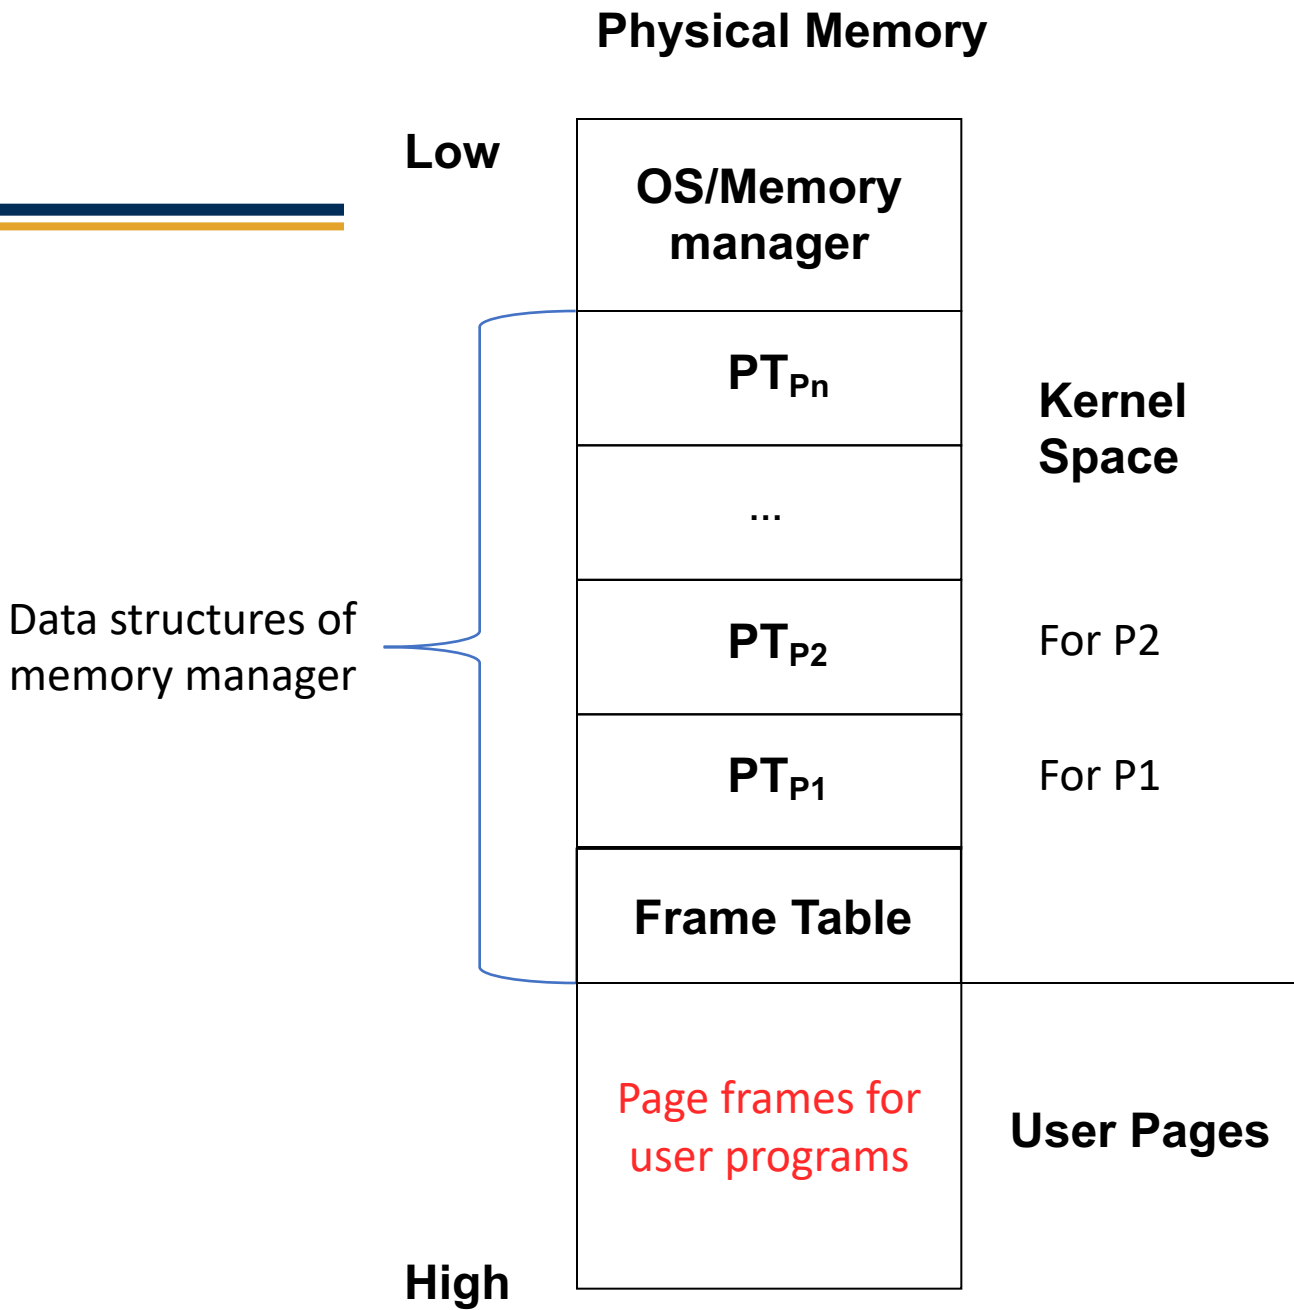 Physical Memory
Low
OS/Memory
manager
PTPn
Kernel
Space
...
Data structures of
memory manager
PTP2
For P2
PTP1
For P1
Frame Table
Page frames for
user programs
User Pages
High